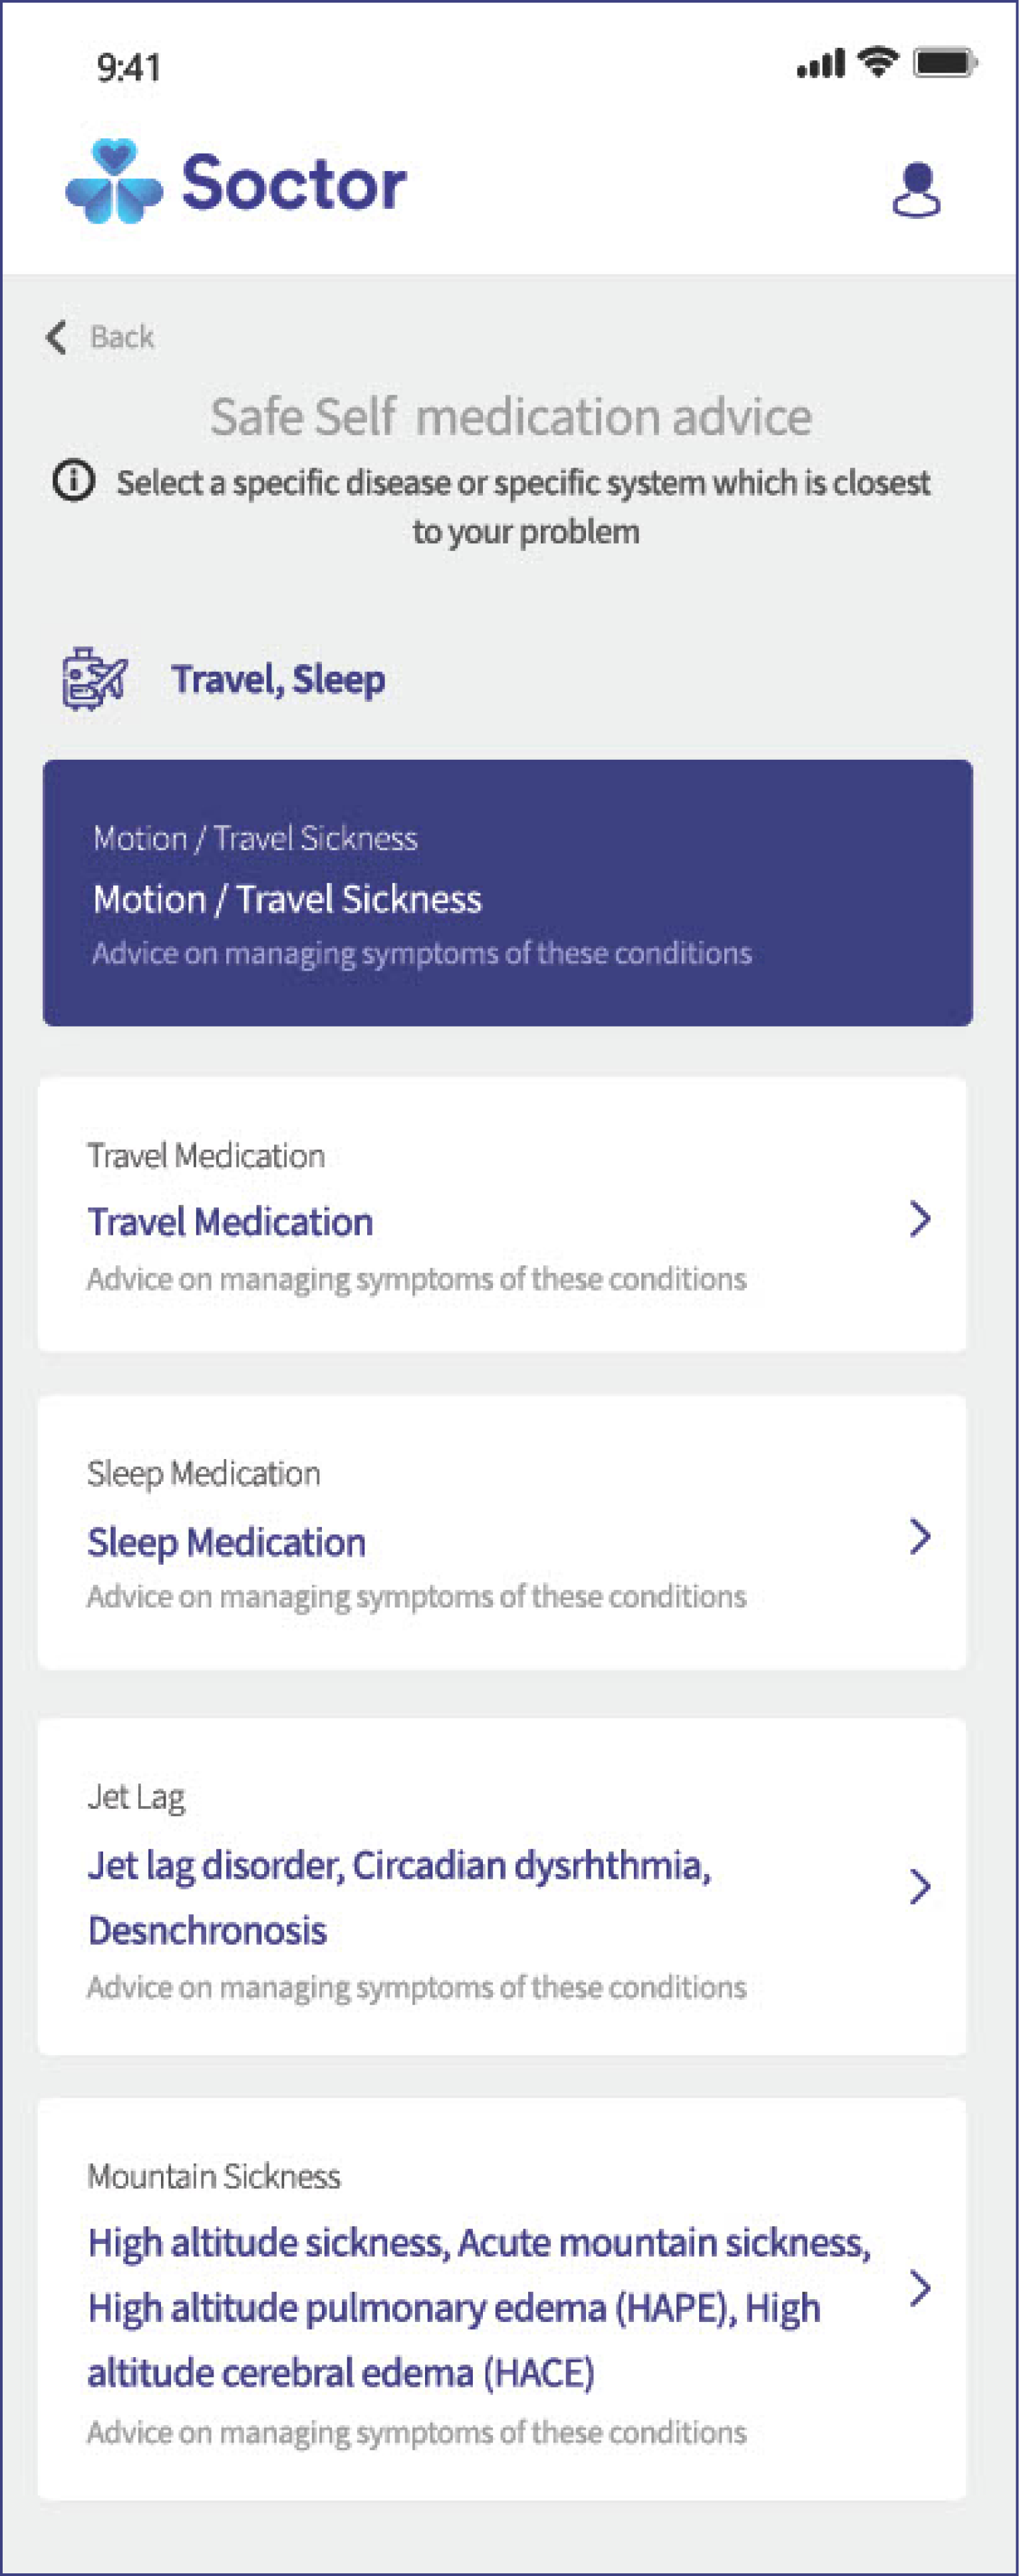 9:41
Soctor
Back
Safe Self medication advice
Select a specific disease or specific system which is closest
to your problem
Travel, Sleep
Motion / Travel Sickness
Motion / Travel Sickness
Advice on managing symptoms of these conditions
Travel Medication
Travel Medication
Advice on managing symptoms of these conditions
Sleep Medication
Sleep Medication
Advice on managing symptoms of these conditions
Jet Lag
Jet lag disorder, Circadian dysrhthmia,
Desnchronosis
Advice on managing symptoms of these conditions
Mountain Sickness
High altitude sickness, Acute mountain sickness,
High altitude pulmonary edema (HAPE), High
altitude cerebral edema (HACE)
Advice on managing symptoms of these conditions